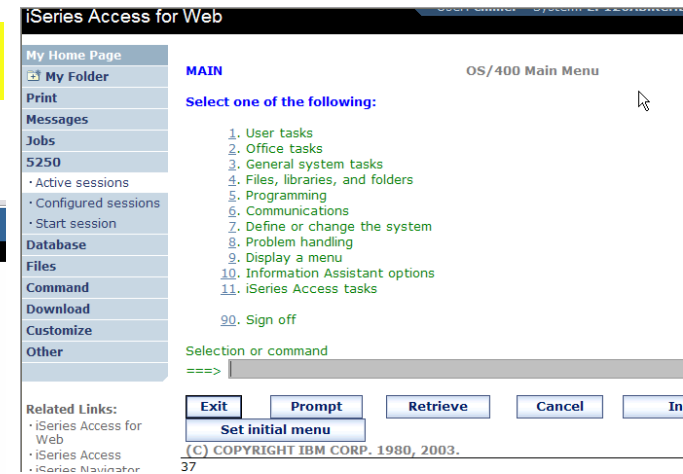 iSeries Access for Web
My Home Page
My Folder
Print
Messages
Jobs
5250
· Active sessions
· Configured sessions
· Start session
Database
Files
Command
Download
Customize
Other
Related Links:
· iSeries Access for
Web
· iSeries Access
· iSeries Navigator
MAIN OS/400 Main Menu
Select one of the following:
1. User tasks
2. Office tasks
3. General system tasks
4. Files, libraries, and folders
5. Programming
6. Communications
7. Define or change the system
8. Problem handling
9. Display a menu
10. Information Assistant options
11. iSeries Access tasks
90. Sign off
Selection or command
===>
Exit Prompt Retrieve Cancel In
Set initial menu
(C) COPYRIGHT IBM CORP. 1980, 2003.
37